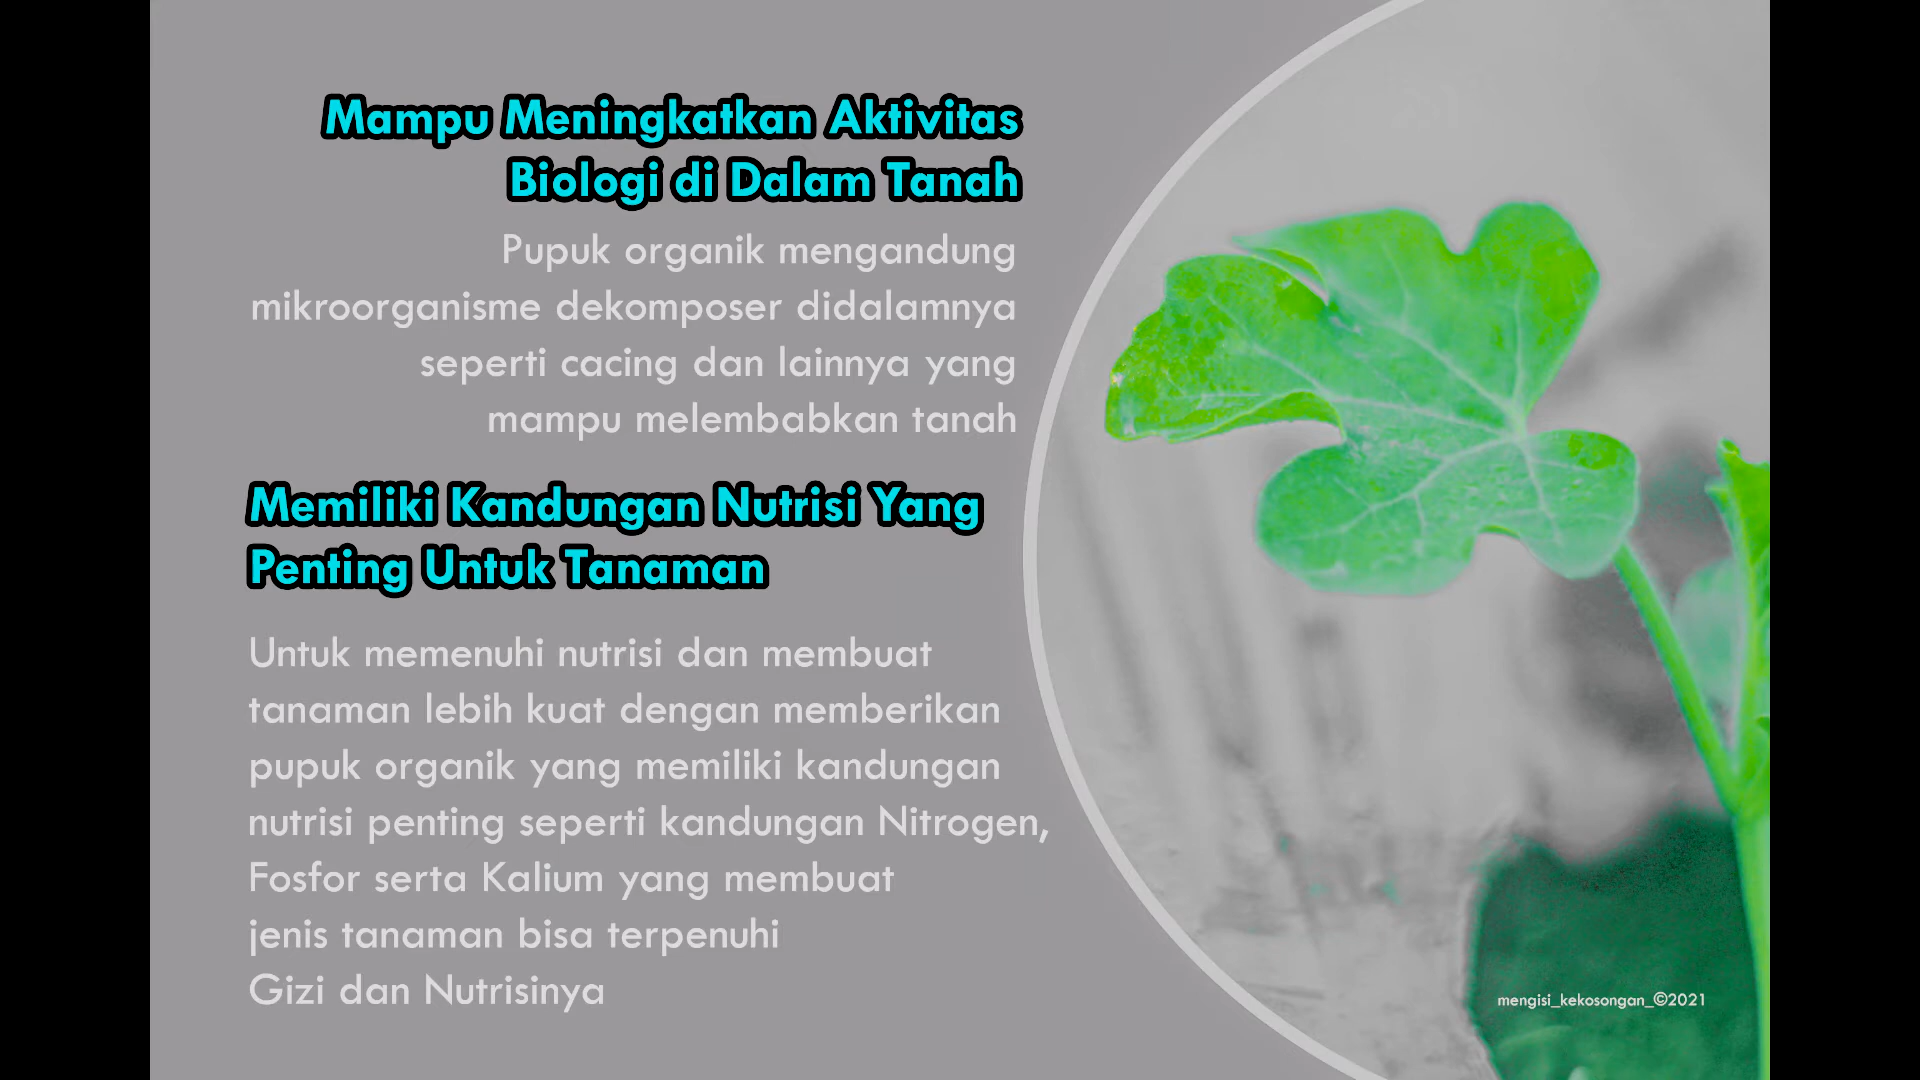 Mampu Meningkatkan Aktivitas
Biologi di Dalam Tanah
Pupuk organik mengandung
mikroorganisme dekomposer didalamnya
seperti cacing dan lainnya yang
mampu melembabkan tanah
Memiliki Kandungan Nutrisi Yang
Penting Untuk Tanaman
Untuk memenuhi nutrisi dan membuat
tanaman lebih kuat dengan memberikan
pupuk organik yang memiliki kandungan
nutrisi penting seperti kandungan Nitrogen,
Fosfor serta Kalium yang membuat
jenis tanaman bisa terpenuhi
Gizi dan Nutrisinya
mengisi_kekosongan_©2021